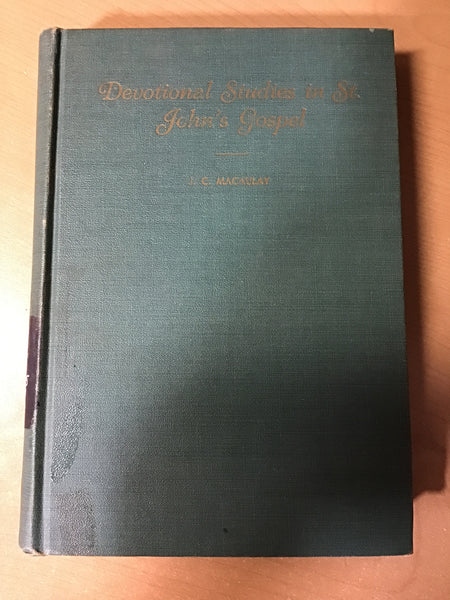 Devotional Studies in St.
John's Gospel
J. C. MACAULAY